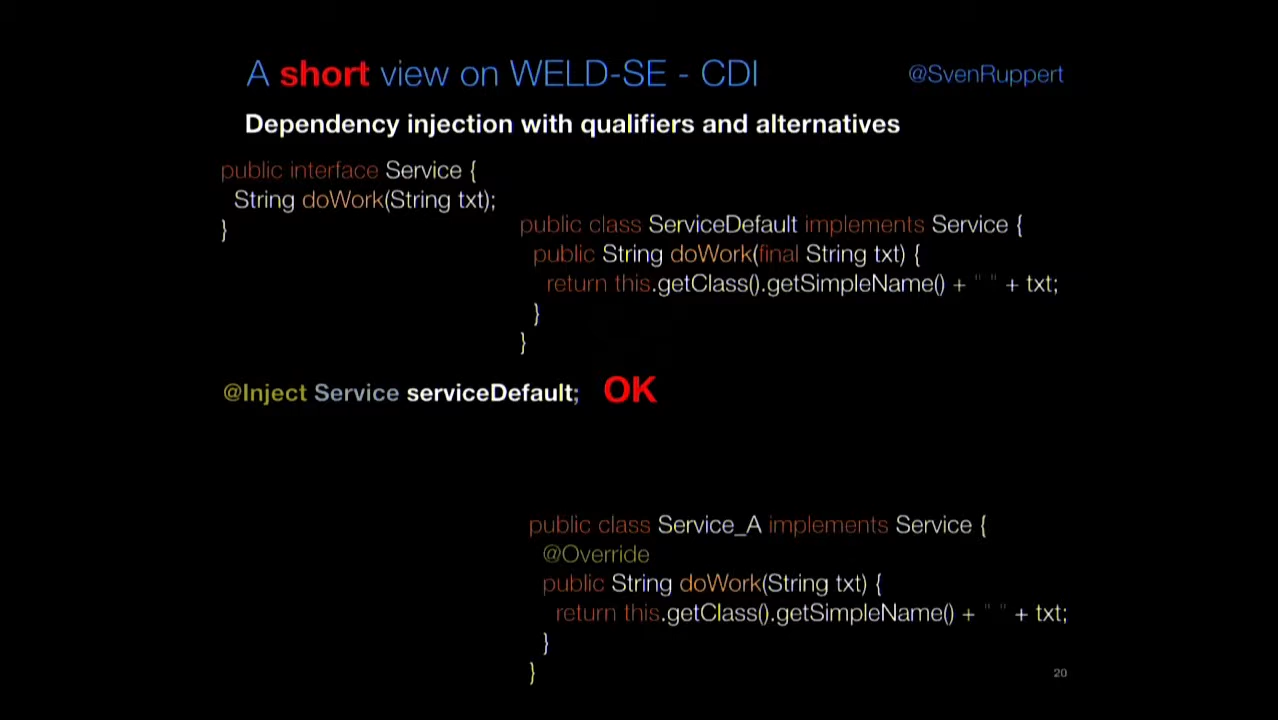 A short view on WELD-SE - CDI
@SvenRuppert
Dependency injection with qualifiers and alternatives
public interface Service {
String doWork(String txt);
}
public class ServiceDefault implements Service {
public String doWork(final String txt) {
return this.getClass().getSimpleName() + " " + txt;
}
}
@Inject Service serviceDefault; OK
public class Service_A implements Service {
@Override
public String doWork(String txt) {
return this.getClass().getSimpleName() + " " + txt;
}
}
20